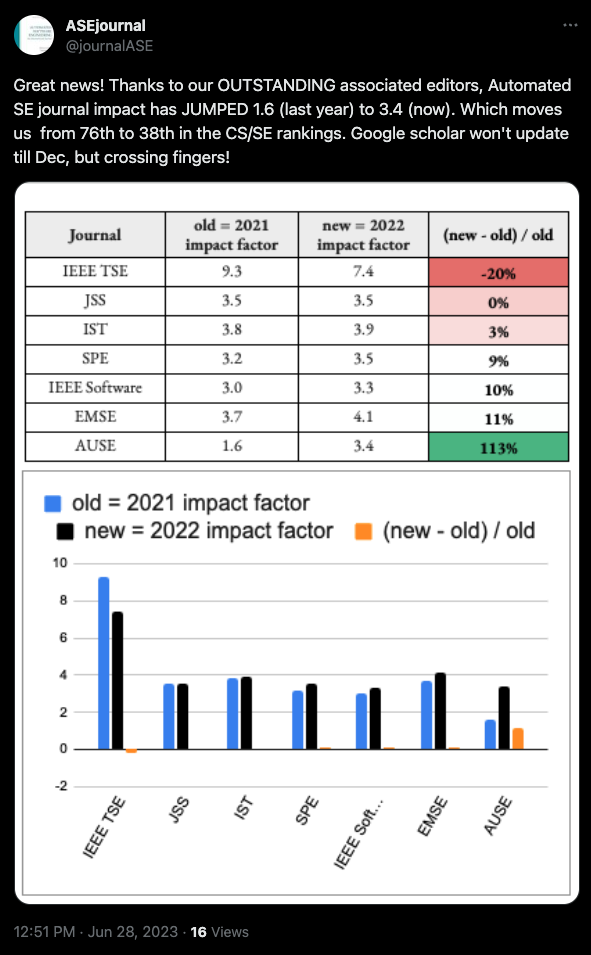 ASEjournal
@journalASE
Great news! Thanks to our OUTSTANDING associated editors, Automated
SE journal impact has JUMPED 1.6 (last year) to 3.4 (now). Which moves
us from 76th to 38th in the CS/SE rankings. Google scholar won't update
till Dec, but crossing fingers!
Journal old = 2021 impact factor new = 2022 impact factor (new - old) / old
IEEE TSE 9.3 7.4 -20%
JSS 3.5 3.5 0%
IST 3.8 3.9 3%
SPE 3.2 3.5 9%
IEEE Software 3.0 3.3 10%
EMSE 3.7 4.1 11%
AUSE 1.6 3.4 113%
old = 2021 impact factor
new = 2022 impact factor (new - old) / old
10
8
6
4
2
0
-2
IEEE TSE
JSS
IST
SPE
IEEE Soft...
EMSE
AUSE
12:51 PM · Jun 28, 2023 · 16 Views